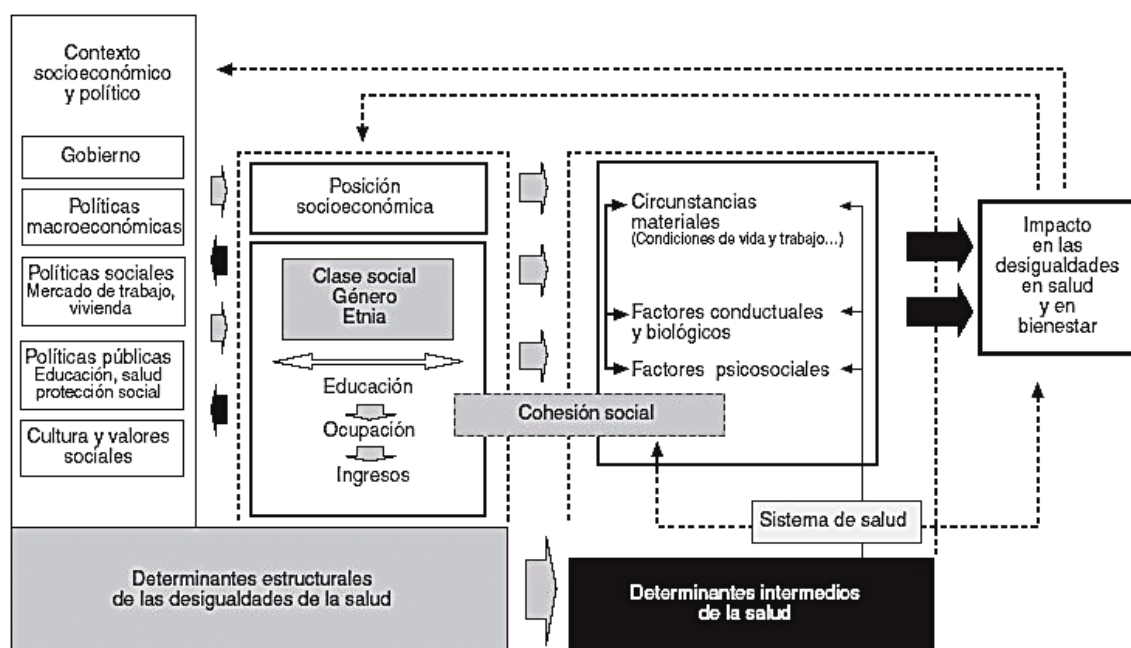 Contexto
socioeconómico
y político
Gobierno
Políticas
macroeconómicas
Políticas sociales
Mercado de trabajo,
vivienda
Políticas públicas
Educación, salud
protección social
Cultura y valores
sociales
Posición
socioeconómica
Clase social
Género
Etnia
Educación
Ocupación
Ingresos
Cohesión social
Circunstancias
materiales
(Condiciones de vida y trabajo...)
Factores conductuales
y biológicos
Factores psicosociales
Sistema de salud
Impacto
en las
desigualdades
en salud
y en
bienestar
Determinantes estructurales
de las desigualdades de la salud
Determinantes intermedios
de la salud